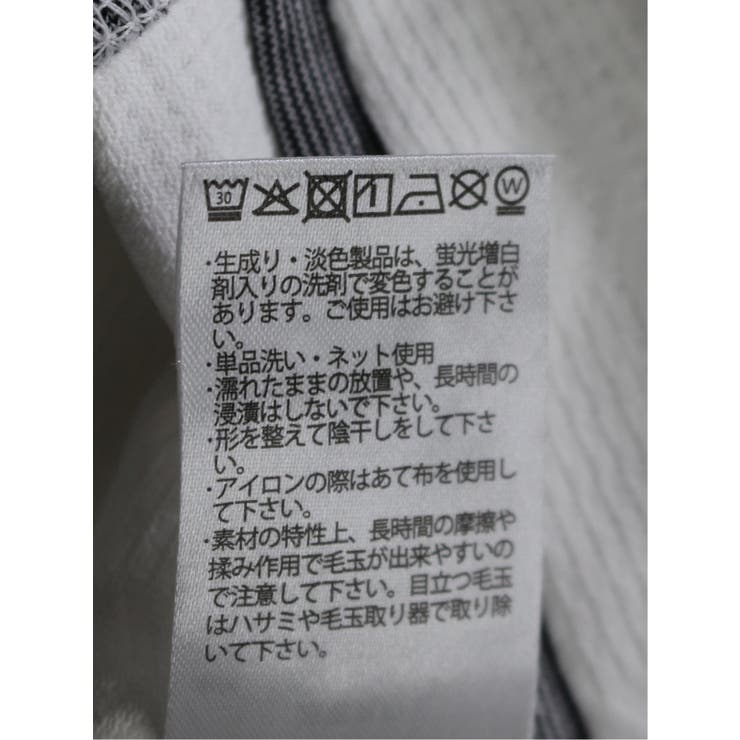 30 1 W
・生成り・淡色製品は、蛍光増白
剤入りの洗剤で変色することが
あります。ご使用はお避け下さ
い。
・単品洗い・ネット使用
・濡れたままの放置や、長時間の
浸漬はしないで下さい。
・形を整えて陰干しをして下さ
い。
・アイロンの際はあて布を使用し
て下さい。
・素材の特性上、長時間の摩擦や
揉み作用で毛玉が出来やすいの
で注意して下さい。目立つ毛玉
はハサミや毛玉取り器で取り除
いて下さい。